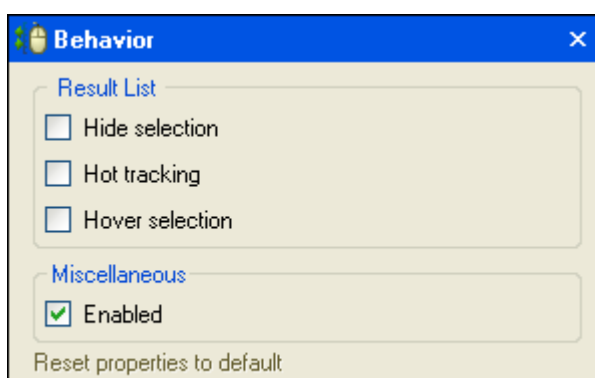 Behavior
Result List
Hide selection
Hot tracking
Hover selection
Miscellaneous
Enabled
Reset properties to default